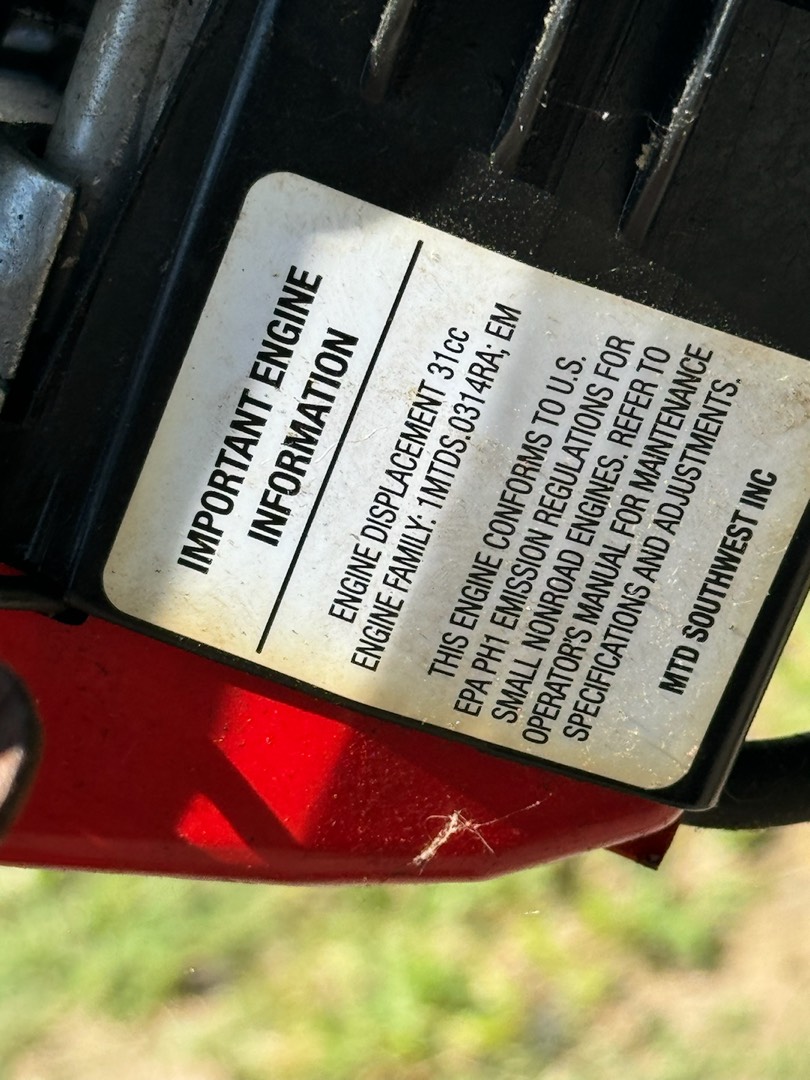 IMPORTANT ENGINE
INFORMATION
ENGINE DISPLACEMENT 31cc
ENGINE FAMILY: 1MTDS.0314RA; EM
THIS ENGINE CONFORMS TO U.S.
EPA PH1 EMISSION REGULATIONS FOR
SMALL NONROAD ENGINES. REFER TO
OPERATOR'S MANUAL FOR MAINTENANCE
SPECIFICATIONS AND ADJUSTMENTS.
MTD SOUTHWEST INC